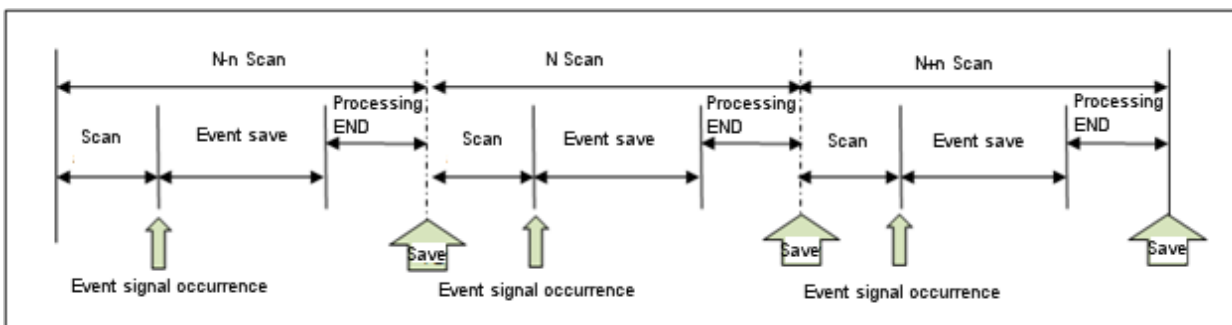 N-n Scan
N Scan
N+n Scan
Processing
END
Processing
END
Processing
END
Scan
Event save
Scan
Event save
Scan
Event save
Save
Save
Save
Event signal occurrence
Event signal occurrence
Event signal occurrence